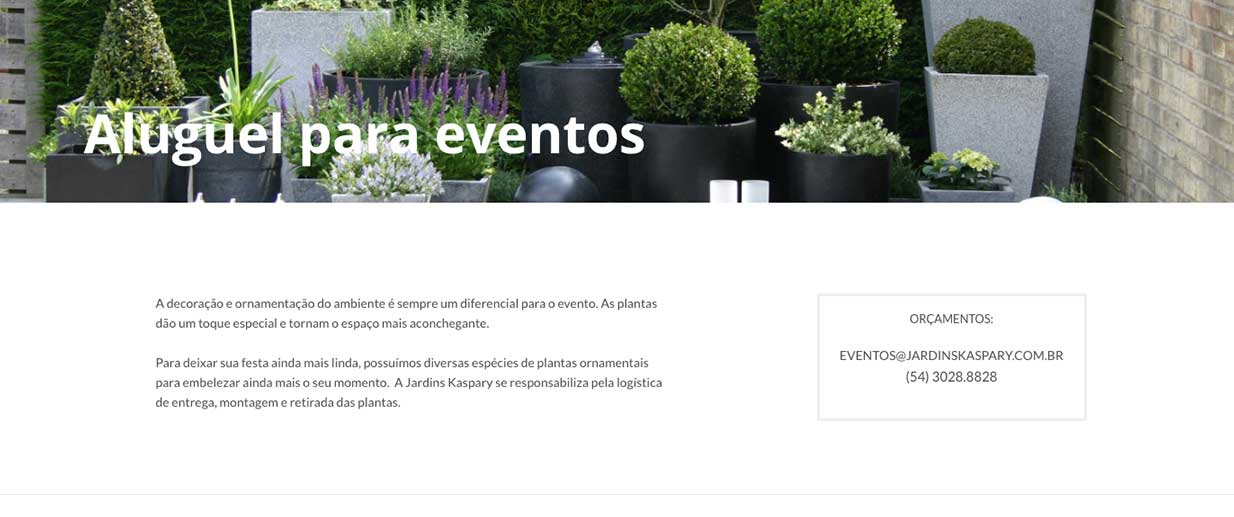 Aluguel para eventos
A decoração e ornamentação do ambiente é sempre um diferencial para o evento. As plantas
dão um toque especial e tornam o espaço mais aconchegante.
Para deixar sua festa ainda mais linda, possuímos diversas espécies de plantas ornamentais
para embelezar ainda mais o seu momento.  A Jardins Kaspary se responsabiliza pela logística
de entrega, montagem e retirada das plantas.
ORÇAMENTOS:
EVENTOS@JARDINSKASPARY.COM.BR
(54) 3028.8828